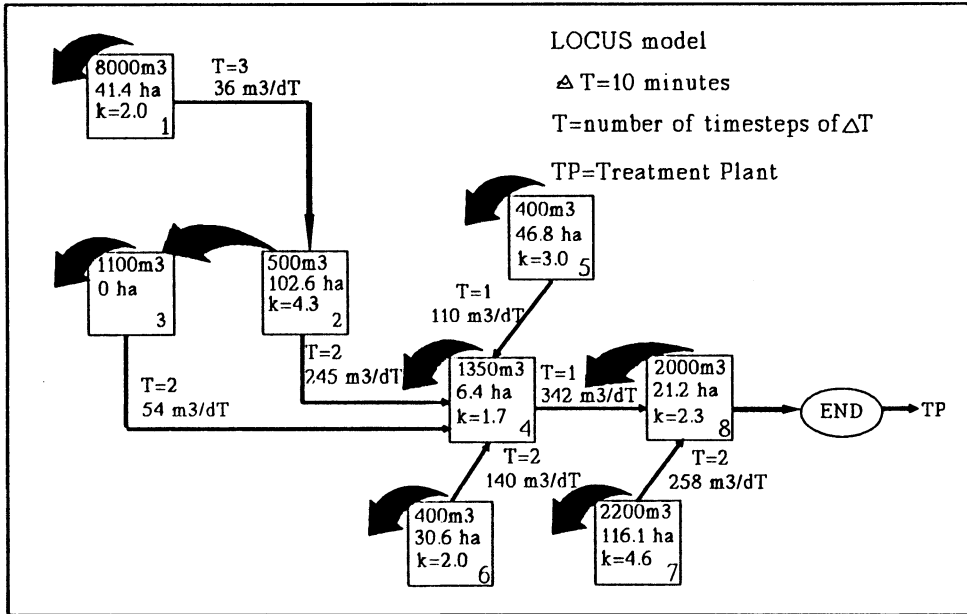 LOCUS model
△ T=10 minutes
T=number of timesteps of △T
TP=Treatment Plant
8000m3
41.4 ha
k=2.0
1
T=3
36 m3/dT
1100m3
0 ha
3
500m3
102.6 ha
k=4.3
2
400m3
46.8 ha
k=3.0
5
T=1
110 m3/dT
T=2
245 m3/dT
T=2
54 m3/dT
1350m3
6.4 ha
k=1.7
4
T=1
342 m3/dT
2000m3
21.2 ha
k=2.3
8
END
TP
T=2
140 m3/dT
T=2
258 m3/dT
400m3
30.6 ha
k=2.0
6
2200m3
116.1 ha
k=4.6
7